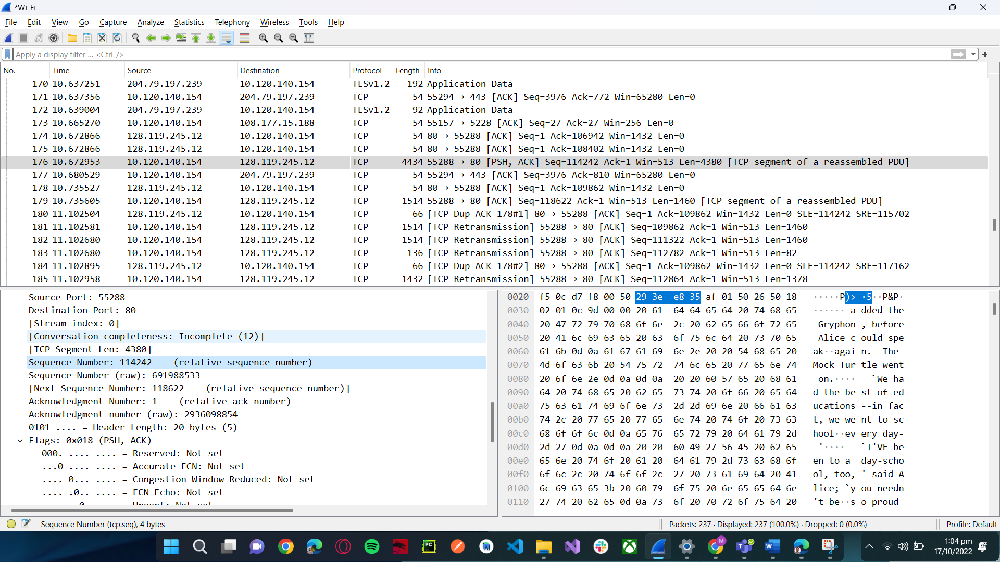 *Wi-Fi
File Edit View Go Capture Analyze Statistics Telephony Wireless Tools Help
Apply a display filter ... <Ctrl-/>
No. Time Source Destination Protocol Length Info
170 10.637251 204.79.197.239 10.120.140.154 TLSv1.2 192 Application Data
171 10.637356 10.120.140.154 204.79.197.239 TCP 54 55294 → 443 [ACK] Seq=3976 Ack=772 Win=65280 Len=0
172 10.639004 204.79.197.239 10.120.140.154 TLSv1.2 92 Application Data
173 10.665270 10.120.140.154 108.177.15.188 TCP 54 55157 → 5228 [ACK] Seq=27 Ack=27 Win=256 Len=0
174 10.672866 128.119.245.12 10.120.140.154 TCP 54 80 → 55288 [ACK] Seq=1 Ack=106942 Win=1432 Len=0
175 10.672866 128.119.245.12 10.120.140.154 TCP 54 80 → 55288 [ACK] Seq=1 Ack=108402 Win=1432 Len=0
176 10.672953 10.120.140.154 128.119.245.12 TCP 4434 55288 → 80 [PSH, ACK] Seq=114242 Ack=1 Win=513 Len=4380 [TCP segment of a reassembled PDU]
177 10.680529 10.120.140.154 204.79.197.239 TCP 54 55294 → 443 [ACK] Seq=3976 Ack=810 Win=65280 Len=0
178 10.735527 128.119.245.12 10.120.140.154 TCP 54 80 → 55288 [ACK] Seq=1 Ack=109862 Win=1432 Len=0
179 10.735605 10.120.140.154 128.119.245.12 TCP 1514 55288 → 80 [ACK] Seq=118622 Ack=1 Win=513 Len=1460 [TCP segment of a reassembled PDU]
180 11.102504 128.119.245.12 10.120.140.154 TCP 66 [TCP Dup ACK 178#1] 80 → 55288 [ACK] Seq=1 Ack=109862 Win=1432 Len=0 SLE=114242 SRE=115702
181 11.102581 10.120.140.154 128.119.245.12 TCP 1514 [TCP Retransmission] 55288 → 80 [ACK] Seq=109862 Ack=1 Win=513 Len=1460
182 11.102680 10.120.140.154 128.119.245.12 TCP 1514 [TCP Retransmission] 55288 → 80 [ACK] Seq=111322 Ack=1 Win=513 Len=1460
183 11.102680 10.120.140.154 128.119.245.12 TCP 136 [TCP Retransmission] 55288 → 80 [ACK] Seq=112782 Ack=1 Win=513 Len=82
184 11.102895 128.119.245.12 10.120.140.154 TCP 66 [TCP Dup ACK 178#2] 80 → 55288 [ACK] Seq=1 Ack=109862 Win=1432 Len=0 SLE=114242 SRE=117162
185 11.102958 10.120.140.154 128.119.245.12 TCP 1432 [TCP Retransmission] 55288 → 80 [ACK] Seq=112864 Ack=1 Win=513 Len=1378
Source Port: 55288
Destination Port: 80
[Stream index: 0]
[Conversation completeness: Incomplete (12)]
[TCP Segment Len: 4380]
Sequence Number: 114242 (relative sequence number)
Sequence Number (raw): 691988533
[Next Sequence Number: 118622 (relative sequence number)]
Acknowledgment Number: 1 (relative ack number)
Acknowledgment number (raw): 2936098854
0101 .... = Header Length: 20 bytes (5)
Flags: 0x018 (PSH, ACK)
000. .... .... = Reserved: Not set
...0 .... .... = Accurate ECN: Not set
.... 0... .... = Congestion Window Reduced: Not set
.... .0.. .... = ECN-Echo: Not set
0020 f5 0c d7 f8 00 50 29 3e e8 35 af 01 50 26 50 18 ·····P)> ·5··P&P·
0030 02 01 0c 9d 00 00 20 61 64 64 65 64 20 74 68 65 ······ a dded the
0040 20 47 72 79 70 68 6f 6e 2c 20 62 65 66 6f 72 65 Gryphon , before
0050 20 41 6c 69 63 65 20 63 6f 75 6c 64 20 73 70 65 Alice c ould spe
0060 61 6b 0d 0a 61 67 61 69 6e 2e 20 20 54 68 65 20 ak··agai n. The
0070 4d 6f 63 6b 20 54 75 72 74 6c 65 20 77 65 6e 74 Mock Tur tle went
0080 20 6f 6e 2e 0d 0a 0d 0a 20 20 60 57 65 20 68 61 on.···· `We ha
0090 64 20 74 68 65 20 62 65 73 74 20 6f 66 20 65 64 d the be st of ed
00a0 75 63 61 74 69 6f 6e 73 2d 2d 69 6e 20 66 61 63 ucations --in fac
00b0 74 2c 20 77 65 20 77 65 6e 74 20 74 6f 20 73 63 t, we we nt to sc
00c0 68 6f 6f 6c 0d 0a 65 76 65 72 79 20 64 61 79 2d hool··ev ery day-
00d0 2d 27 0d 0a 0d 0a 20 20 60 49 27 56 45 20 62 65 -'···· `I'VE be
00e0 65 6e 20 74 6f 20 61 20 64 61 79 2d 73 63 68 6f en to a day-scho
00f0 6f 6c 2c 20 74 6f 6f 2c 27 20 73 61 69 64 20 41 ol, too, ' said A
0100 6c 69 63 65 3b 20 60 79 6f 75 20 6e 65 65 64 6e lice; `y ou needn
0110 27 74 20 62 65 0d 0a 73 6f 20 70 72 6f 75 64 20 't be··s o proud
Sequence Number (tcp.seq), 4 bytes
Packets: 237 · Displayed: 237 (100.0%) · Dropped: 0 (0.0%)
Profile: Default
1:04 pm
17/10/2022